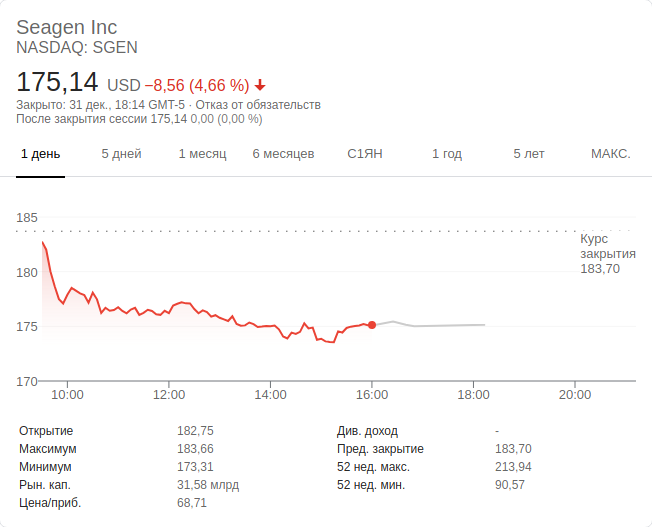 Seagen Inc
NASDAQ: SGEN
175,14 USD −8,56 (4,66 %)
Закрыто: 31 дек., 18:14 GMT-5 · Отказ от обязательств
После закрытия сессии 175,14 0,00 (0,00 %)
1 день 5 дней 1 месяц 6 месяцев С1ЯН 1 год 5 лет МАКС.
185
Курс
закрытия
183,70
180
175
170
10:00 12:00 14:00 16:00 18:00 20:00
Открытие 182,75 Див. доход -
Максимум 183,66 Пред. закрытие 183,70
Минимум 173,31 52 нед. макс. 213,94
Рын. кап. 31,58 млрд 52 нед. мин. 90,57
Цена/приб. 68,71